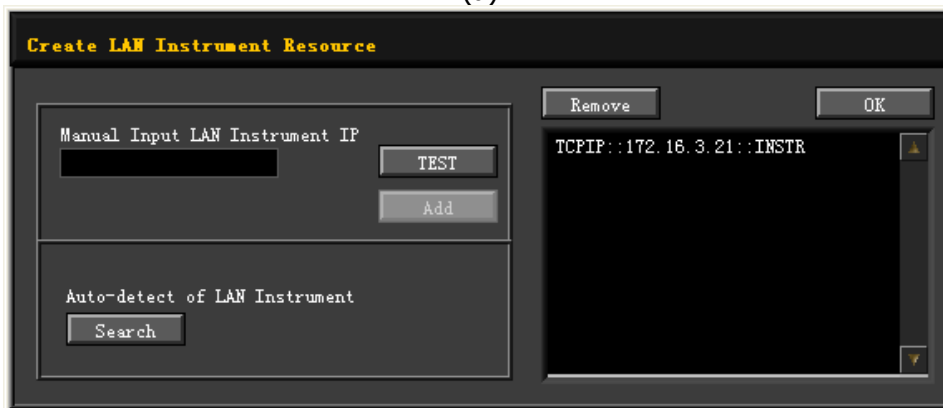 Create LAN Instrument Resource
Remove
OK
Manual Input LAN Instrument IP
TCPIP::172.16.3.21::INSTR
TEST
Add
Auto-detect of LAN Instrument
Search